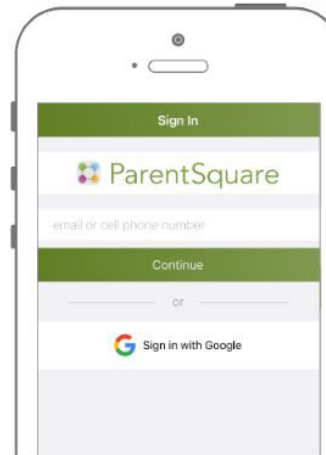 Sign In
ParentSquare
email or cell phone number
Continue
or
Sign in with Google